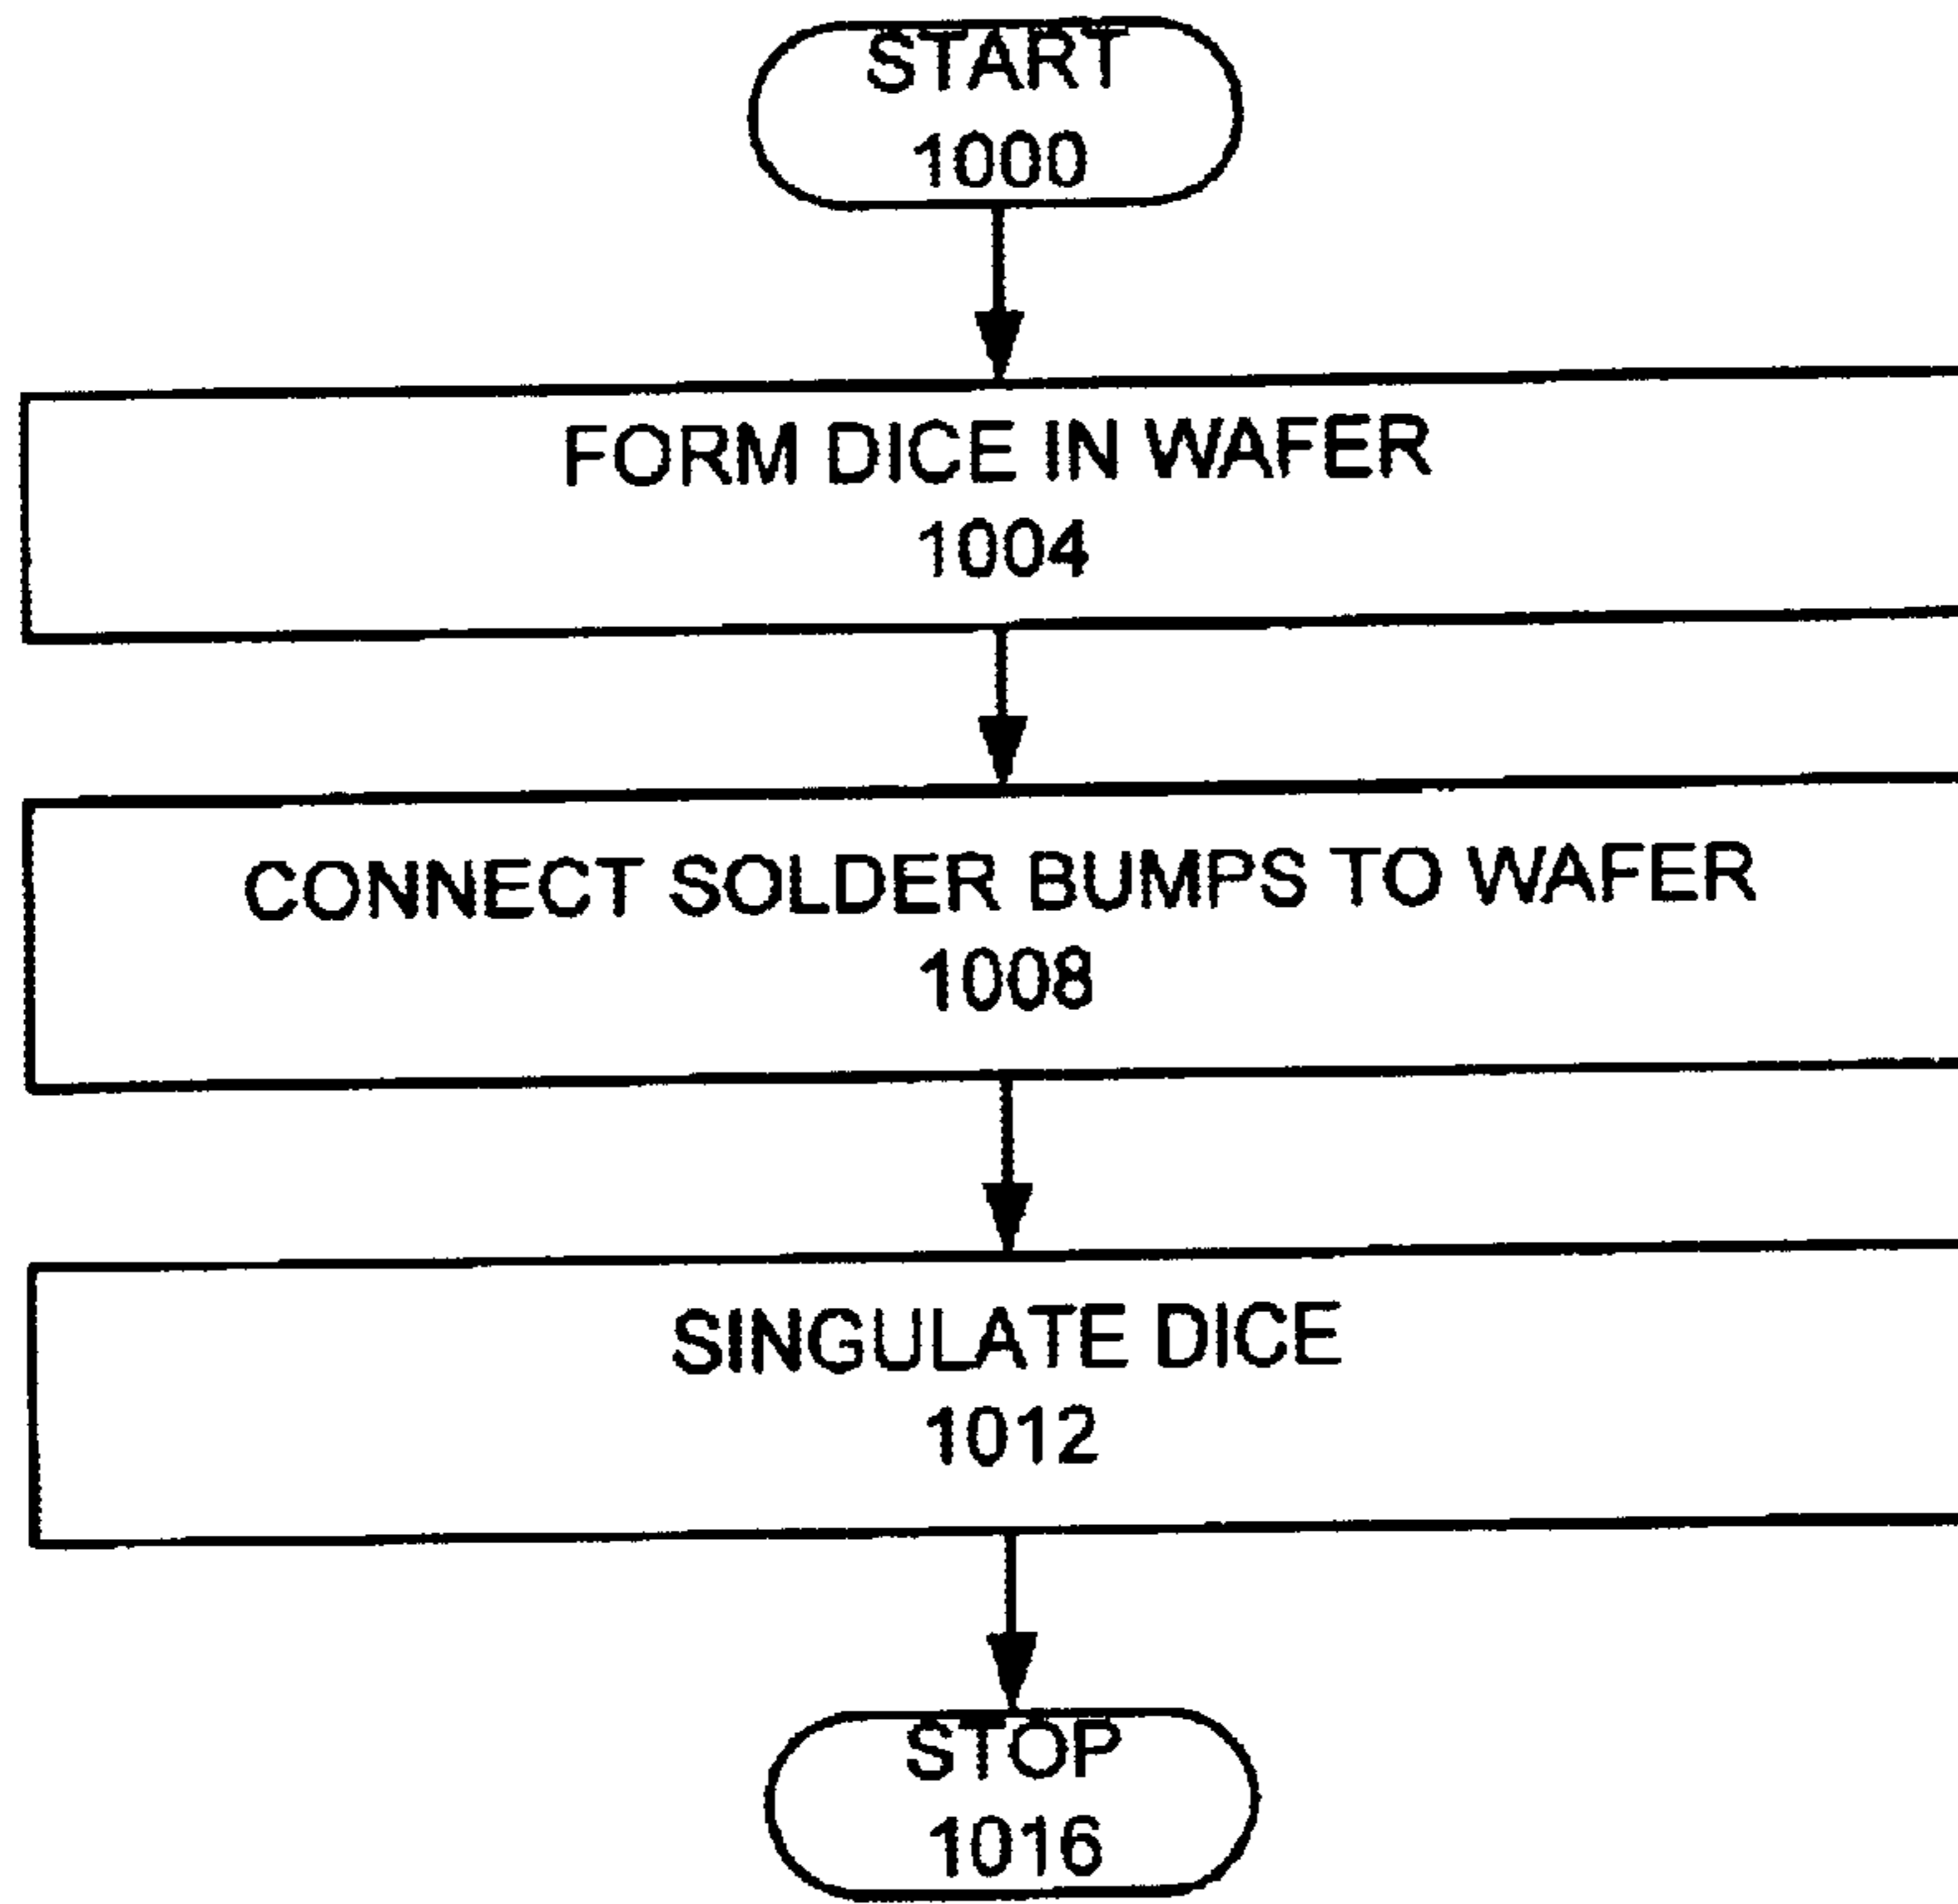 START
1000
FORM DICE IN WAFER
1004
CONNECT SOLDER BUMPS TO WAFER
1008
SINGULATE DICE
1012
STOP
1016